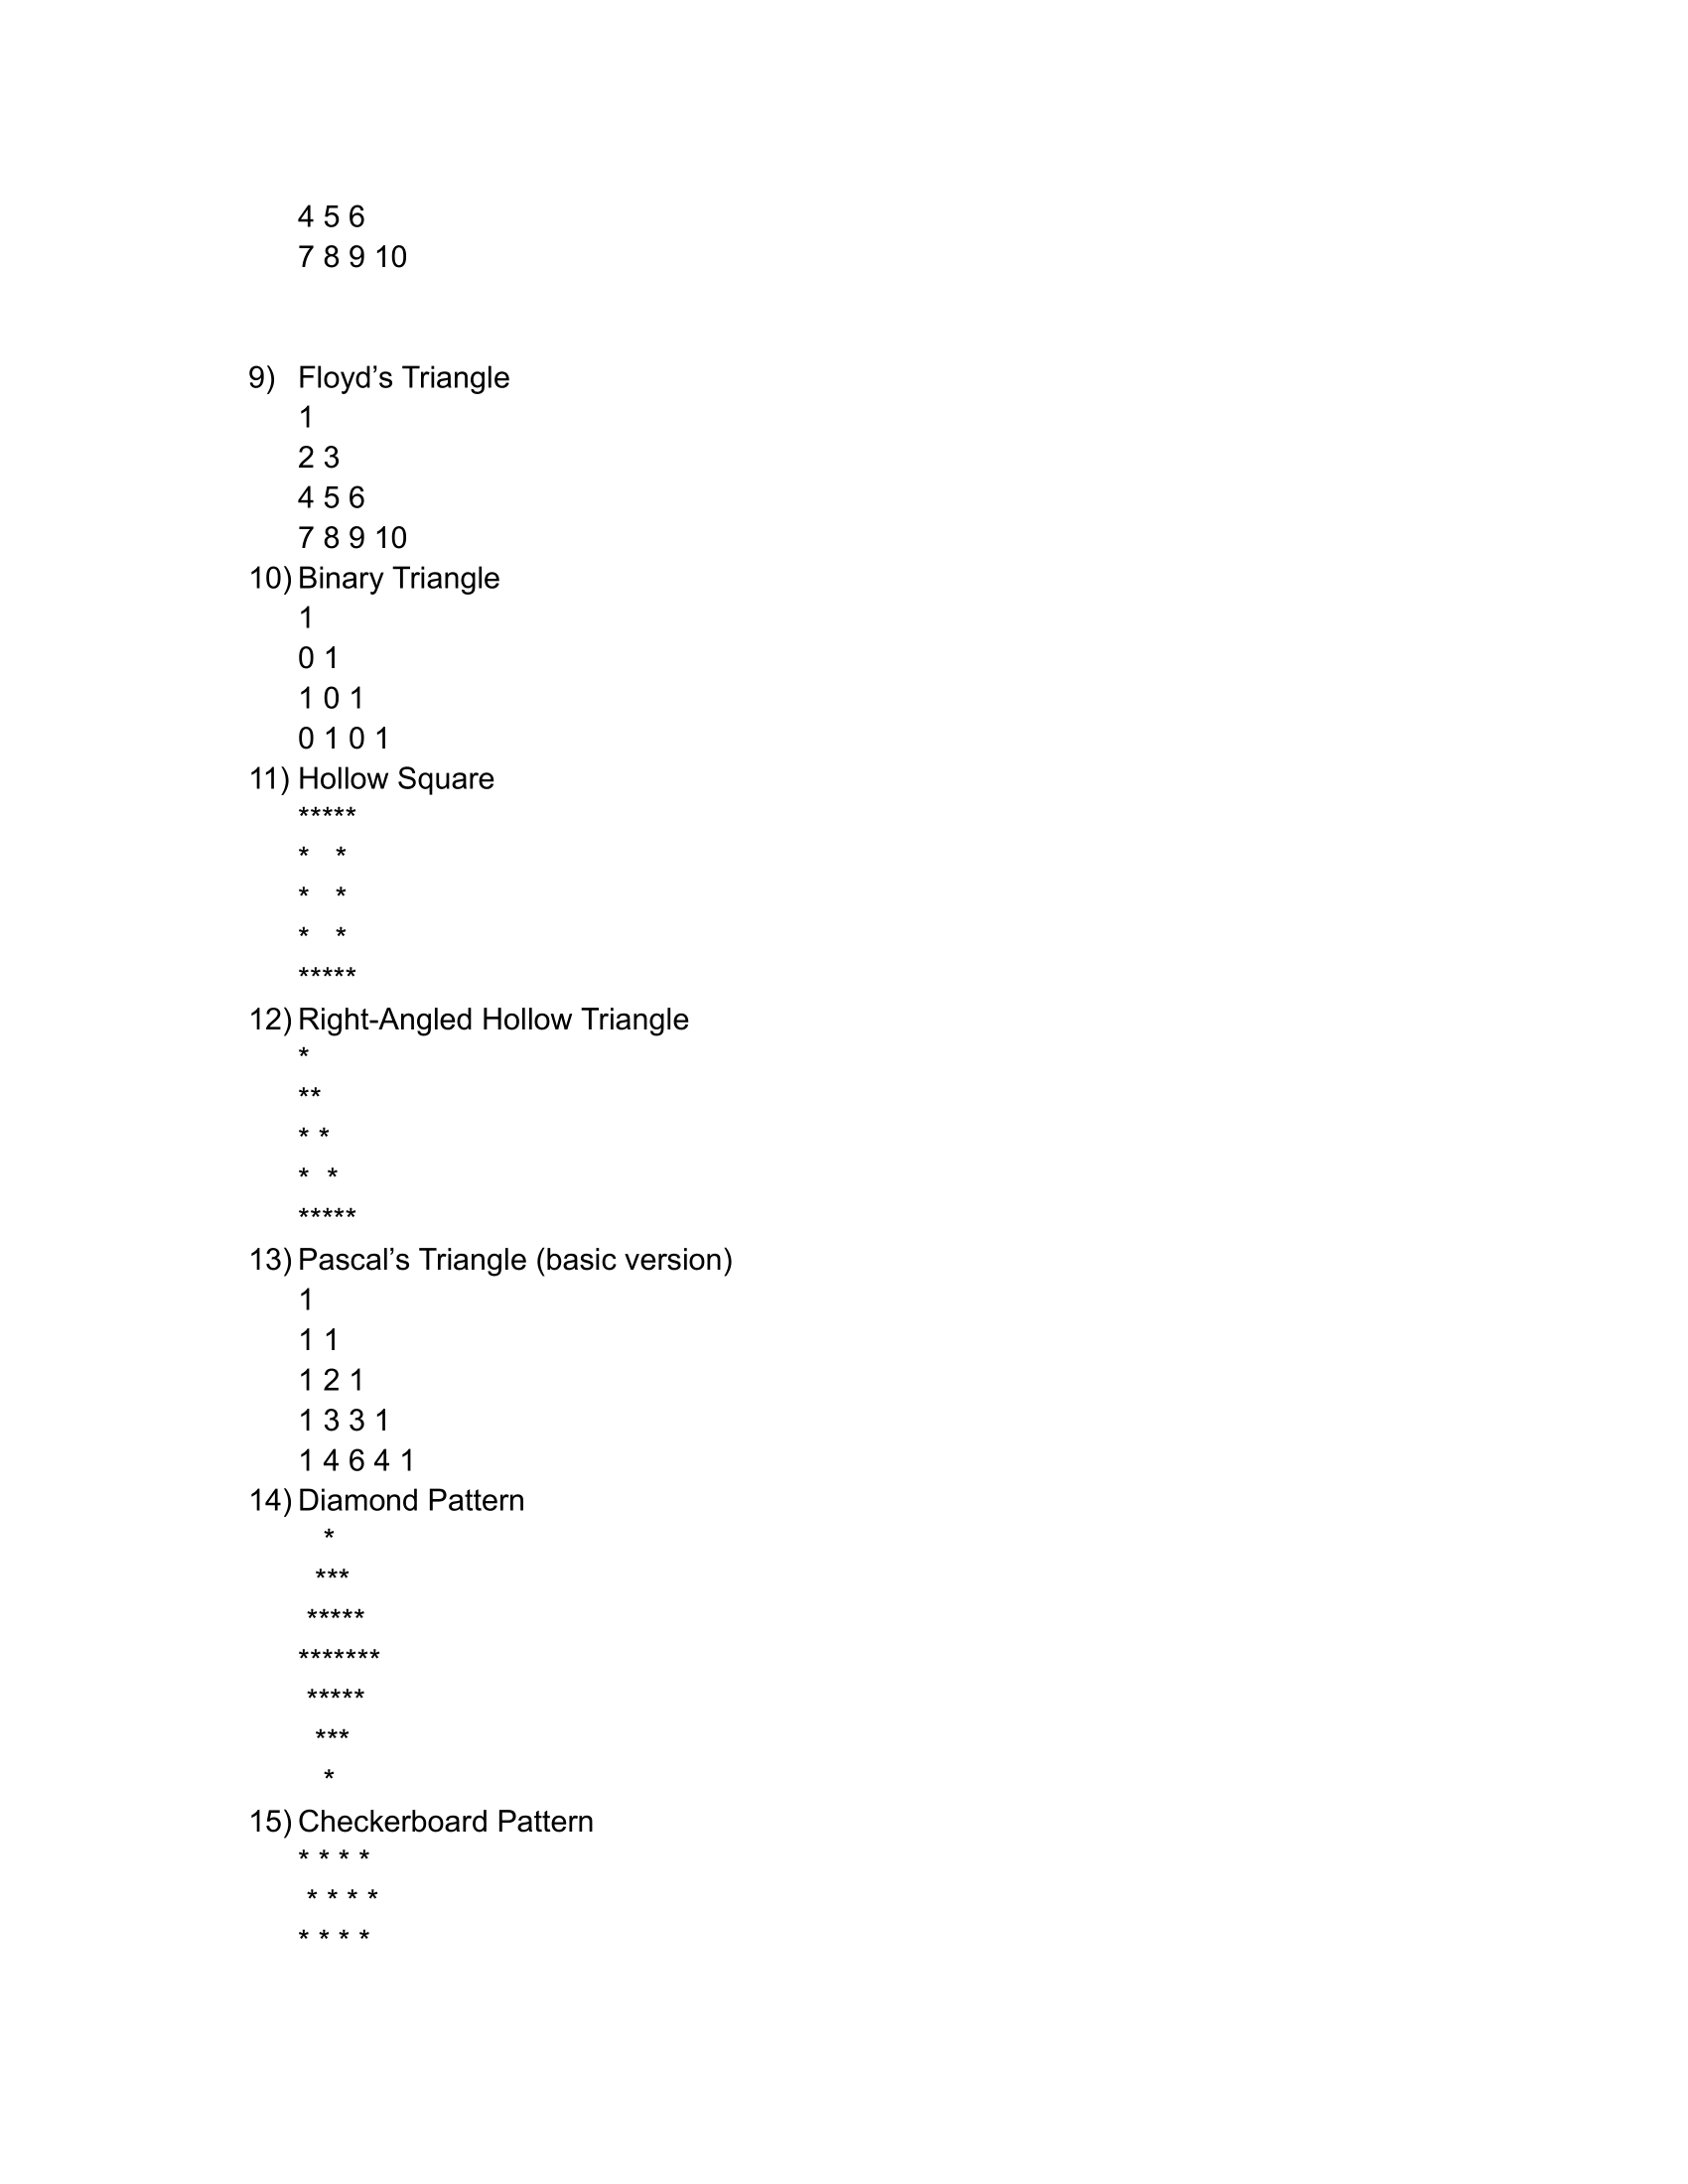 4 5 6
7 8 9 10
9) Floyd’s Triangle
1
2 3
4 5 6
7 8 9 10
10) Binary Triangle
1
0 1
1 0 1
0 1 0 1
11) Hollow Square
*****
*   *
*   *
*   *
*****
12) Right-Angled Hollow Triangle
*
**
* *
*  *
*****
13) Pascal’s Triangle (basic version)
1
1 1
1 2 1
1 3 3 1
1 4 6 4 1
14) Diamond Pattern
   *
  ***
 *****
*******
 *****
  ***
   *
15) Checkerboard Pattern
* * * *
 * * * *
* * * *